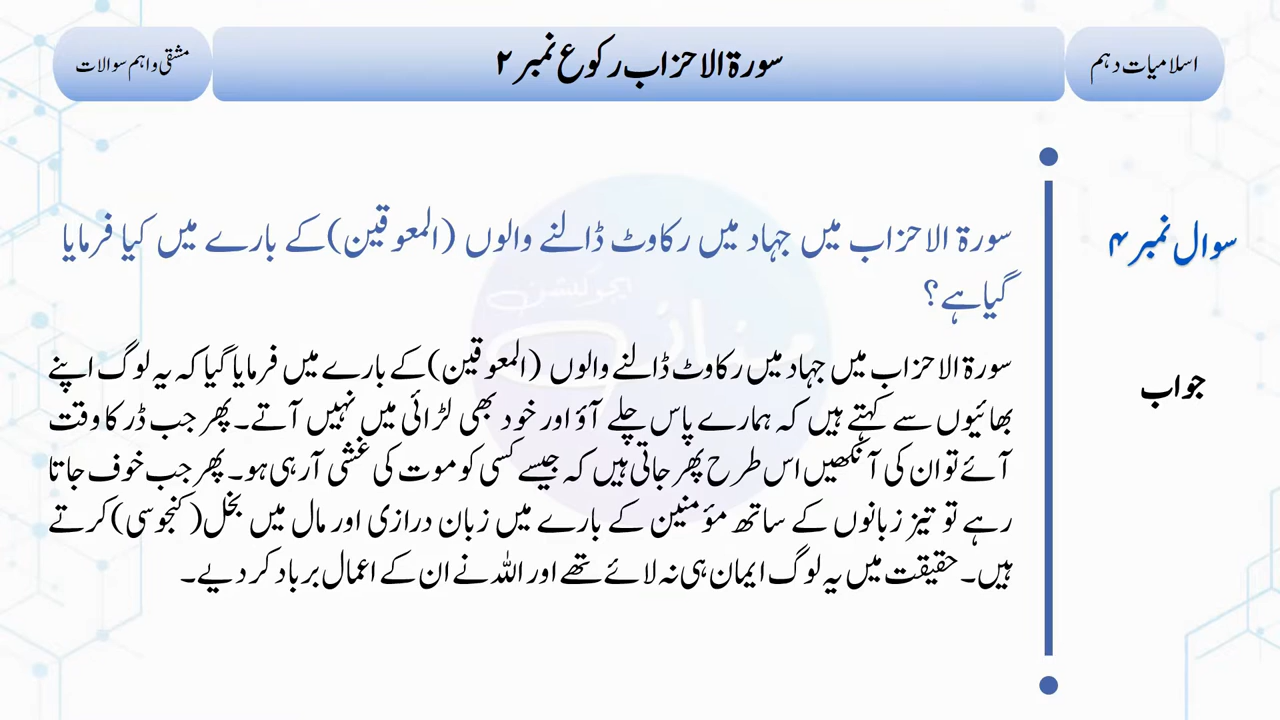 اسلامیات دہم
سورۃ الاحزاب رکوع نمبر ۲
مشقی و اہم سوالات
سوال نمبر ۴
سورۃ الاحزاب میں جہاد میں رکاوٹ ڈالنے والوں (المعوقین) کے بارے میں کیا فرمایا
گیا ہے؟
جواب
سورۃ الاحزاب میں جہاد میں رکاوٹ ڈالنے والوں (المعوقین) کے بارے میں فرمایا گیا کہ یہ لوگ اپنے
بھائیوں سے کہتے ہیں کہ ہمارے پاس چلے آؤ اور خود بھی لڑائی میں نہیں آتے۔ پھر جب ڈر کا وقت
آئے تو ان کی آنکھیں اس طرح پھر جاتی ہیں کہ جیسے کسی کو موت کی غشی آ رہی ہو۔ پھر جب خوف جاتا
رہے تو تیز زبانوں کے ساتھ مؤمنین کے بارے میں زبان درازی اور مال میں بخل (کنجوسی) کرتے
ہیں۔ حقیقت میں یہ لوگ ایمان ہی نہ لائے تھے اور اللہ نے ان کے اعمال برباد کر دیے۔
ایجوکیشن